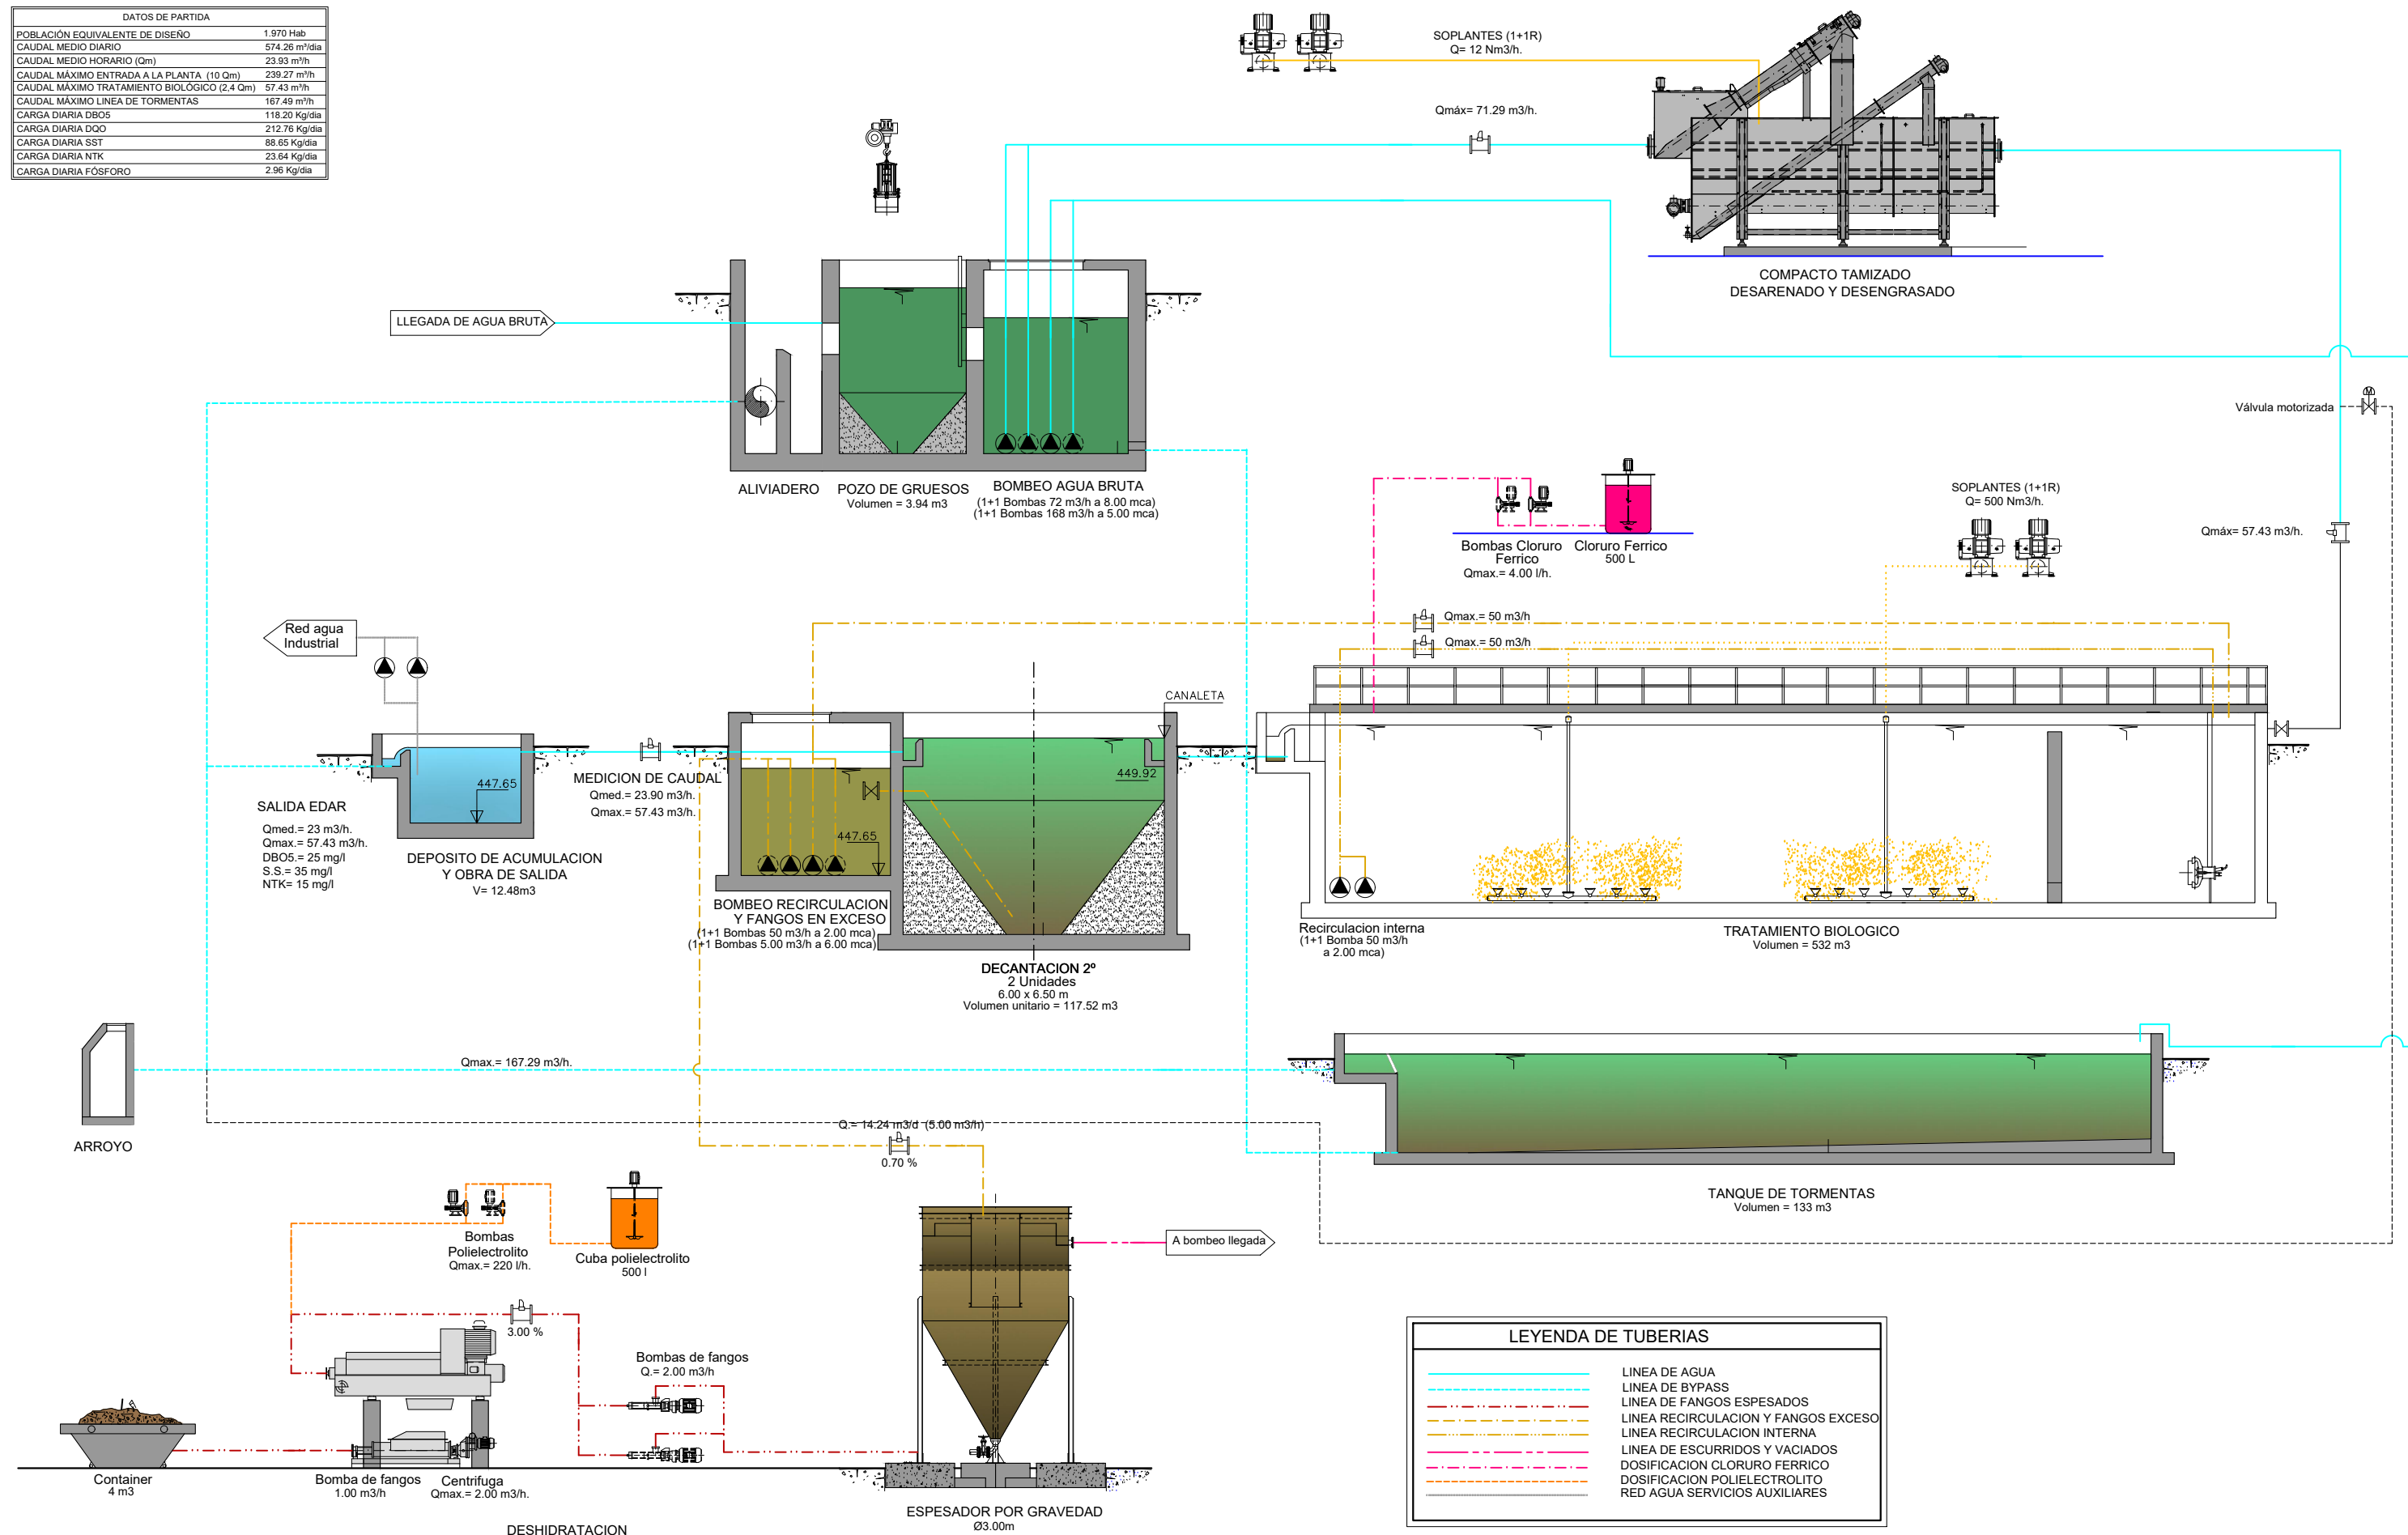 DATOS DE PARTIDA
POBLACIÓN EQUIVALENTE DE DISEÑO 1.970 Hab
CAUDAL MEDIO DIARIO 574.26 m³/dia
CAUDAL MEDIO HORARIO (Qm) 23.93 m³/h
CAUDAL MÁXIMO ENTRADA A LA PLANTA (10 Qm) 239.27 m³/h
CAUDAL MÁXIMO TRATAMIENTO BIOLÓGICO (2,4 Qm) 57.43 m³/h
CAUDAL MÁXIMO LINEA DE TORMENTAS 167.49 m³/h
CARGA DIARIA DBO5 118.20 Kg/dia
CARGA DIARIA DQO 212.76 Kg/dia
CARGA DIARIA SST 88.65 Kg/dia
CARGA DIARIA NTK 23.64 Kg/dia
CARGA DIARIA FÓSFORO 2.96 Kg/dia
SOPLANTES (1+1R)
Q= 12 Nm3/h.
Qmáx= 71.29 m3/h.
COMPACTO TAMIZADO
DESARENADO Y DESENGRASADO
LLEGADA DE AGUA BRUTA
ALIVIADERO
POZO DE GRUESOS
Volumen = 3.94 m3
BOMBEO AGUA BRUTA
(1+1 Bombas 72 m3/h a 8.00 mca)
(1+1 Bombas 168 m3/h a 5.00 mca)
M
Válvula motorizada
Bombas Cloruro
Ferrico
Qmax.= 4.00 l/h.
Cloruro Ferrico
500 L
SOPLANTES (1+1R)
Q= 500 Nm3/h.
Qmáx= 57.43 m3/h.
Red agua
Industrial
Qmax.= 50 m3/h
Qmax.= 50 m3/h
CANALETA
449.92
447.65
447.65
SALIDA EDAR
Qmed.= 23 m3/h.
Qmax.= 57.43 m3/h.
DBO5.= 25 mg/l
S.S.= 35 mg/l
NTK= 15 mg/l
DEPOSITO DE ACUMULACION
Y OBRA DE SALIDA
V= 12.48m3
MEDICION DE CAUDAL
Qmed.= 23.90 m3/h.
Qmax.= 57.43 m3/h.
BOMBEO RECIRCULACION
Y FANGOS EN EXCESO
(1+1 Bombas 50 m3/h a 2.00 mca)
(1+1 Bombas 5.00 m3/h a 6.00 mca)
DECANTACION 2º
2 Unidades
6.00 x 6.50 m
Volumen unitario = 117.52 m3
Recirculacion interna
(1+1 Bomba 50 m3/h
a 2.00 mca)
TRATAMIENTO BIOLOGICO
Volumen = 532 m3
ARROYO
Qmax.= 167.29 m3/h.
Q.= 14.24 m3/d (5.00 m3/h)
0.70 %
TANQUE DE TORMENTAS
Volumen = 133 m3
Bombas
Polielectrolito
Qmax.= 220 l/h.
Cuba polielectrolito
500 l
A bombeo llegada
3.00 %
Bombas de fangos
Q.= 2.00 m3/h
Container
4 m3
Bomba de fangos
1.00 m3/h
Centrifuga
Qmax.= 2.00 m3/h.
DESHIDRATACION
ESPESADOR POR GRAVEDAD
Ø3.00m
LEYENDA DE TUBERIAS
LINEA DE AGUA
LINEA DE BYPASS
LINEA DE FANGOS ESPESADOS
LINEA RECIRCULACION Y FANGOS EXCESO
LINEA RECIRCULACION INTERNA
LINEA DE ESCURRIDOS Y VACIADOS
DOSIFICACION CLORURO FERRICO
DOSIFICACION POLIELECTROLITO
RED AGUA SERVICIOS AUXILIARES